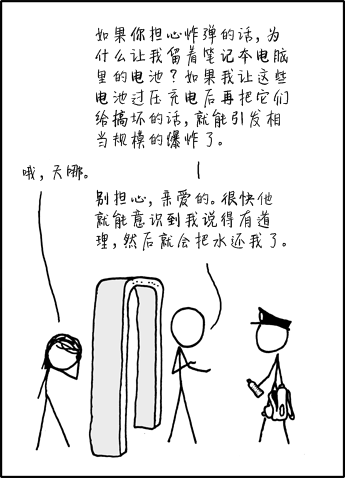 如果你担心炸弹的话，为
什么让我留着笔记本电脑
里的电池？如果我让这些
电池过压充电后再把它们
给搞坏的话，就能引发相
当规模的爆炸了。
哦，天哪。
别担心，亲爱的。很快他
就能意识到我说得有道
理，然后就会把水还我了。